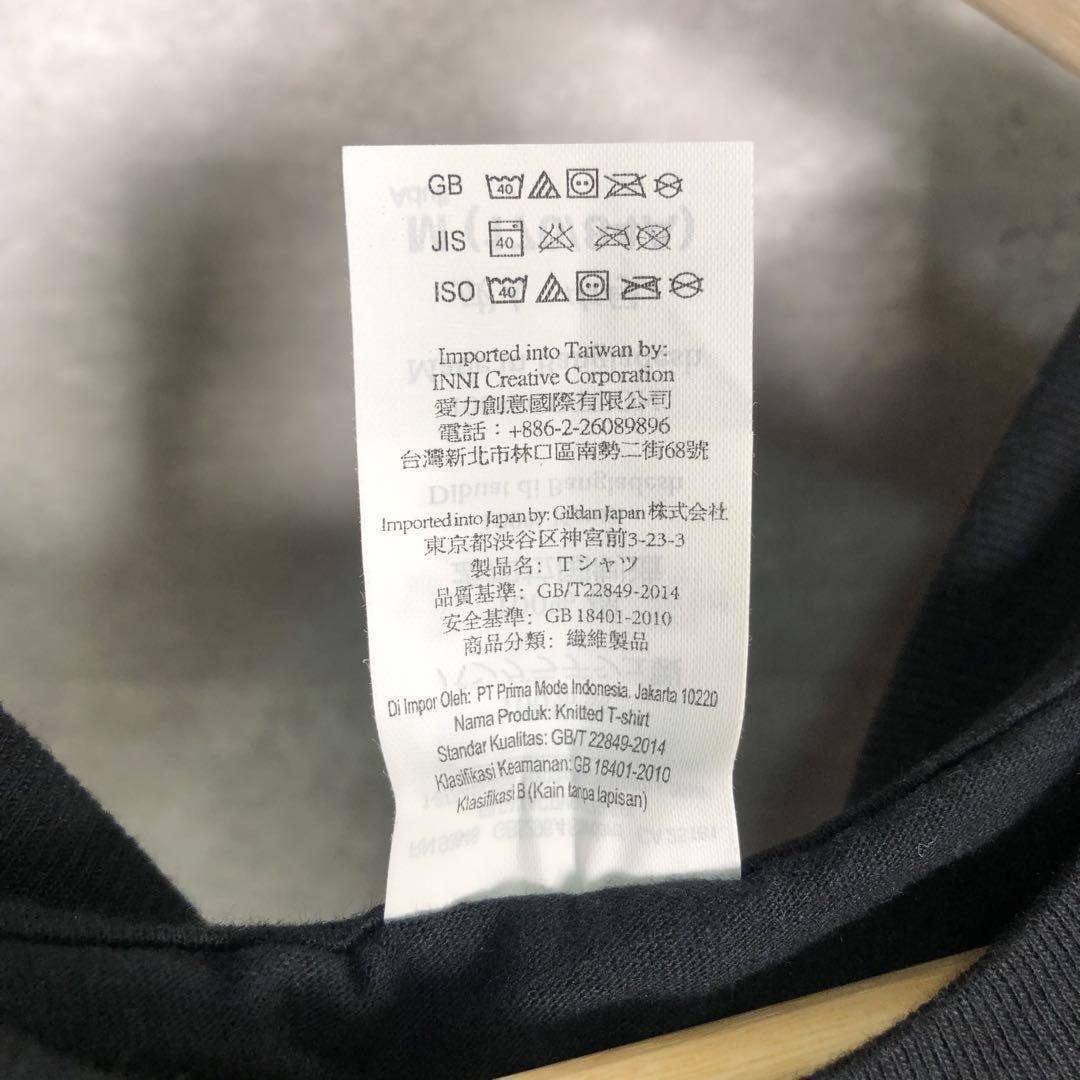 GB 40
JIS 40
ISO 40
Imported into Taiwan by:
INNI Creative Corporation
愛力創意國際有限公司
電話：+886-2-26089896
台灣新北市林口區南勢二街68號
Imported into Japan by: Gildan Japan 株式会社
東京都渋谷区神宮前3-23-3
製品名: Tシャツ
品質基準: GB/T22849-2014
安全基準: GB 18401-2010
商品分類: 繊維製品
Di Impor Oleh: PT Prima Mode Indonesia, Jakarta 10220
Nama Produk: Knitted T-shirt
Standar Kualitas: GB/T 22849-2014
Klasifikasi Keamanan: GB 18401-2010
Klasifikasi B (Kain tanpa lapisan)